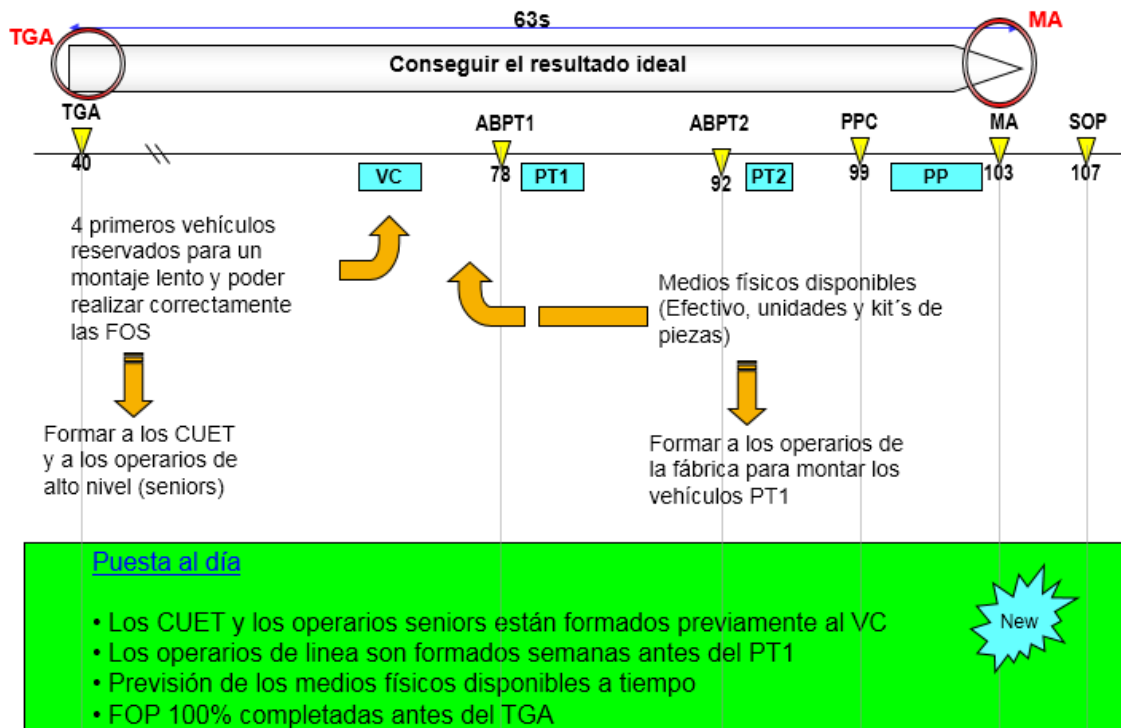 63s
TGA
MA
Conseguir el resultado ideal
TGA
ABPT1
ABPT2
PPC
MA
SOP
40
78
92
99
103
107
VC
PT1
PT2
PP
4 primeros vehículos
reservados para un
montaje lento y poder
realizar correctamente
las FOS
Medios físicos disponibles
(Efectivo, unidades y kit´s de
piezas)
Formar a los CUET
y a los operarios de
alto nivel (seniors)
Formar a los operarios de
la fábrica para montar los
vehículos PT1
Puesta al día
• Los CUET y los operarios seniors están formados previamente al VC
• Los operarios de linea son formados semanas antes del PT1
• Previsión de los medios físicos disponibles a tiempo
• FOP 100% completadas antes del TGA
New